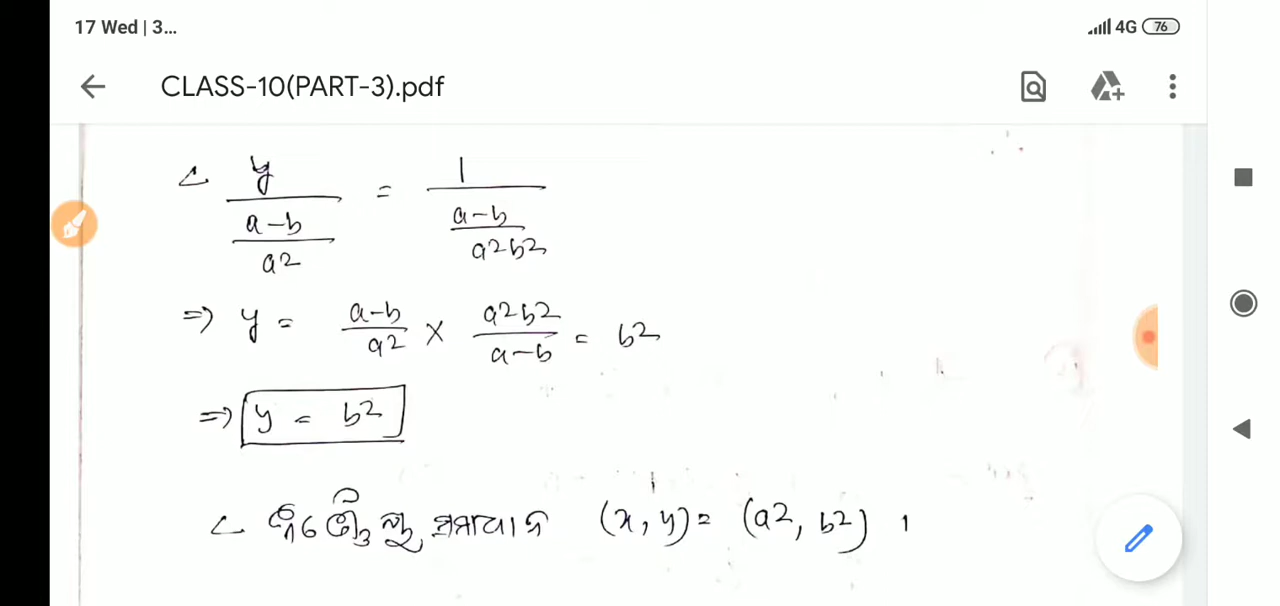 17 Wed | 3...
4G 76
CLASS-10(PART-3).pdf
∴ y / ((a-b)/a2) = 1 / ((a-b)/a2b2)
=> y = (a-b)/a2 × a2b2/(a-b) = b2
=> y = b2
∴ ସମାଧାନ (x, y) = (a2, b2) ।